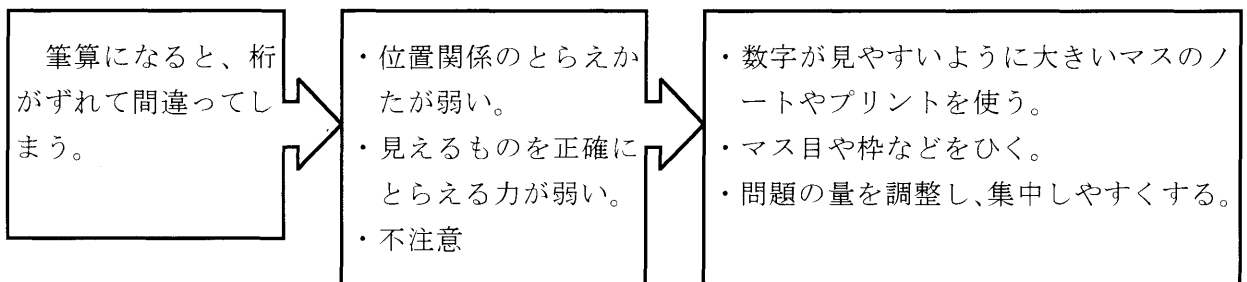 筆算になると、桁
がずれて間違ってし
まう。
・位置関係のとらえか
たが弱い。
・見えるものを正確に
とらえる力が弱い。
・不注意
・数字が見やすいように大きいマスのノ
ートやプリントを使う。
・マス目や枠などをひく。
・問題の量を調整し、集中しやすくする。